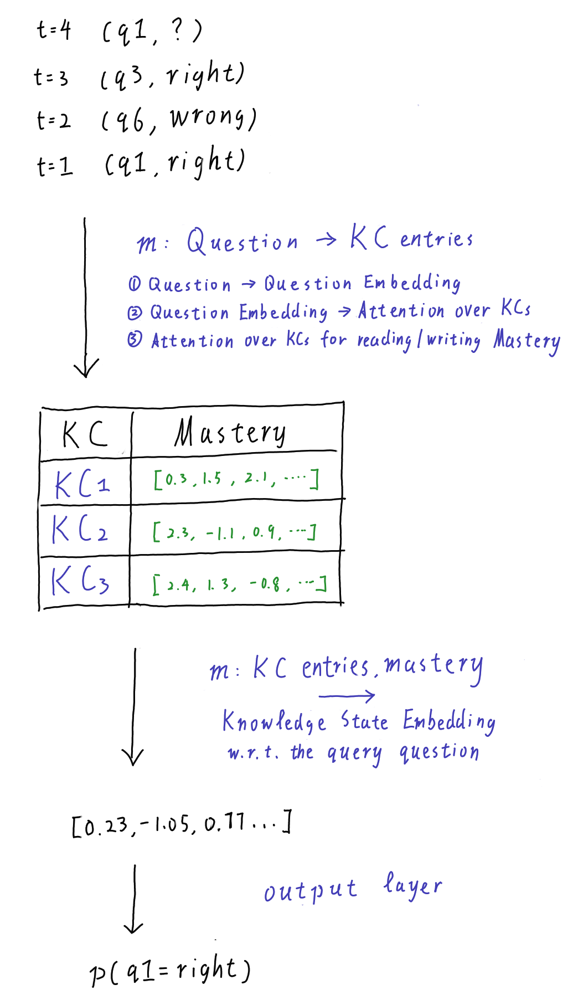 t=4 (q1, ?)
t=3 (q3, right)
t=2 (q6, wrong)
t=1 (q1, right)
m: Question → KC entries
① Question → Question Embedding
② Question Embedding → Attention over KCs
③ Attention over KCs for reading/writing Mastery
KC Mastery
KC1 [0.3, 1.5, 2.1, ....]
KC2 [2.3, -1.1, 0.9, ...]
KC3 [2.4, 1.3, -0.8, ...]
m: KC entries, mastery
→
Knowledge State Embedding
w.r.t. the query question
[0.23, -1.05, 0.77...]
output layer
p(q1=right)